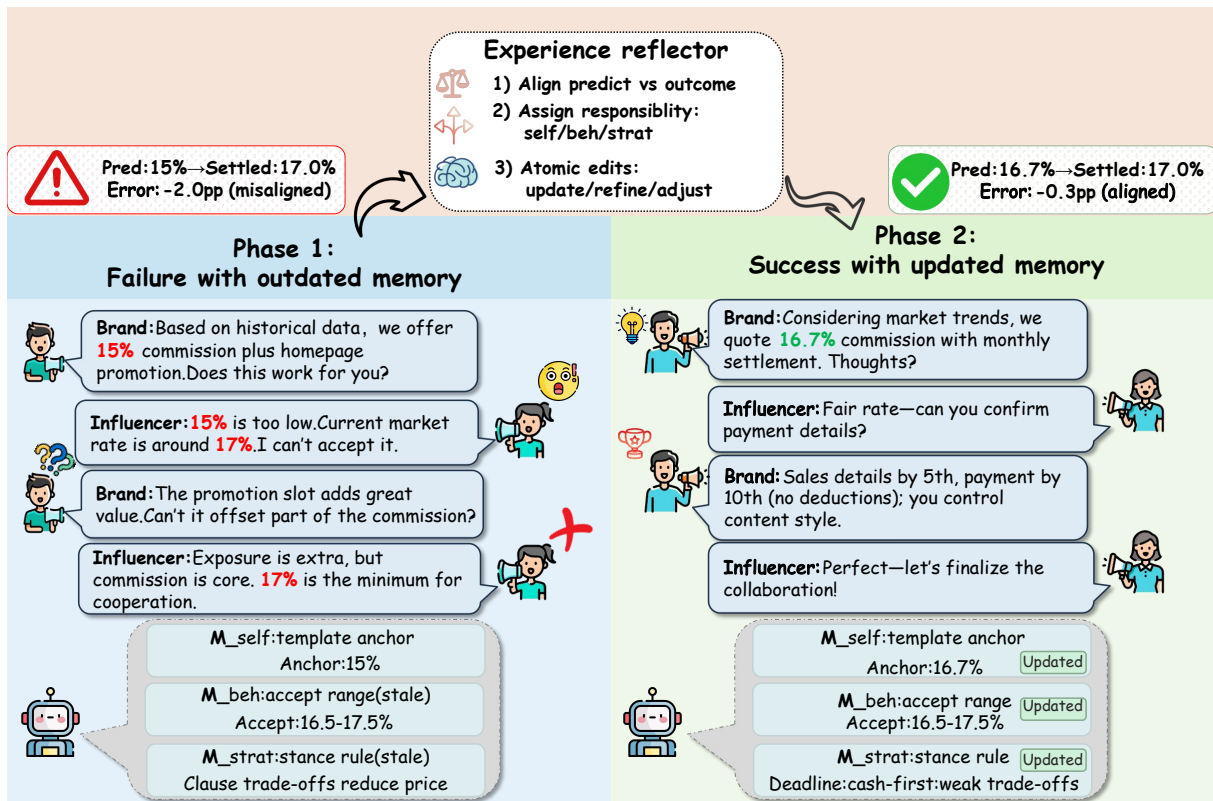 Experience reflector
1) Align predict vs outcome
2) Assign responsiblity:
self/beh/strat
3) Atomic edits:
update/refine/adjust
Pred:15%→Settled:17.0%
Error: -2.0pp (misaligned)
Pred:16.7%→Settled:17.0%
Error: -0.3pp (aligned)
Phase 1:
Failure with outdated memory
Brand:Based on historical data, we offer
15% commission plus homepage
promotion.Does this work for you?
Influencer:15% is too low.Current market
rate is around 17%.I can't accept it.
Brand:The promotion slot adds great
value.Can't it offset part of the commission?
Influencer:Exposure is extra, but
commission is core. 17% is the minimum for
cooperation.
M_self:template anchor
Anchor:15%
M_beh:accept range(stale)
Accept:16.5-17.5%
M_strat:stance rule(stale)
Clause trade-offs reduce price
Phase 2:
Success with updated memory
Brand:Considering market trends, we
quote 16.7% commission with monthly
settlement. Thoughts?
Influencer:Fair rate—can you confirm
payment details?
Brand: Sales details by 5th, payment by
10th (no deductions); you control
content style.
Influencer:Perfect—let's finalize the
collaboration!
M_self:template anchor
Anchor:16.7%
Updated
M_beh:accept range
Accept:16.5-17.5%
Updated
M_strat:stance rule
Updated
Deadline:cash-first:weak trade-offs